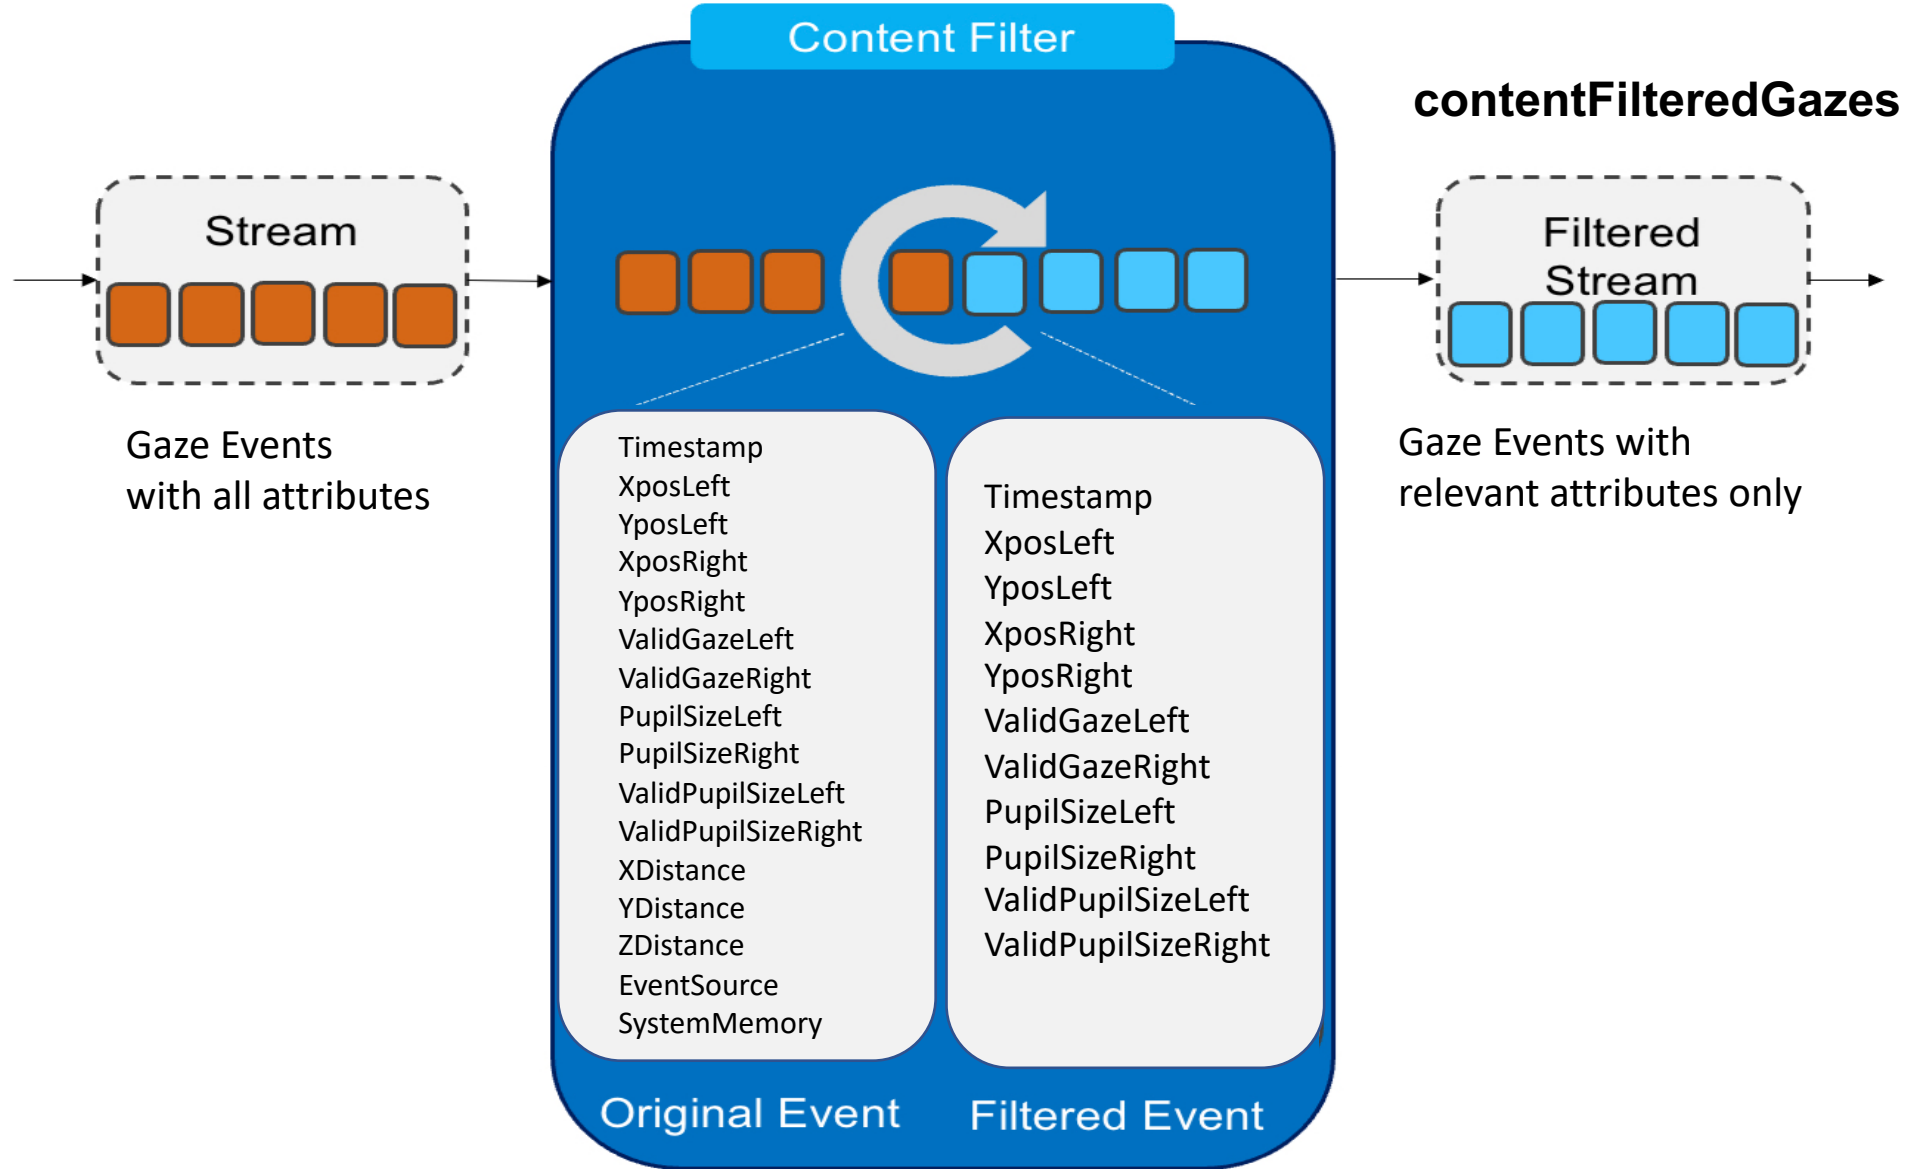 Content Filter
contentFilteredGazes
Stream
Gaze Events
with all attributes
Timestamp
XposLeft
YposLeft
XposRight
YposRight
ValidGazeLeft
ValidGazeRight
PupilSizeLeft
PupilSizeRight
ValidPupilSizeLeft
ValidPupilSizeRight
XDistance
YDistance
ZDistance
EventSource
SystemMemory
Original Event
Timestamp
XposLeft
YposLeft
XposRight
YposRight
ValidGazeLeft
ValidGazeRight
PupilSizeLeft
PupilSizeRight
ValidPupilSizeLeft
ValidPupilSizeRight
Filtered Event
Filtered
Stream
Gaze Events with
relevant attributes only